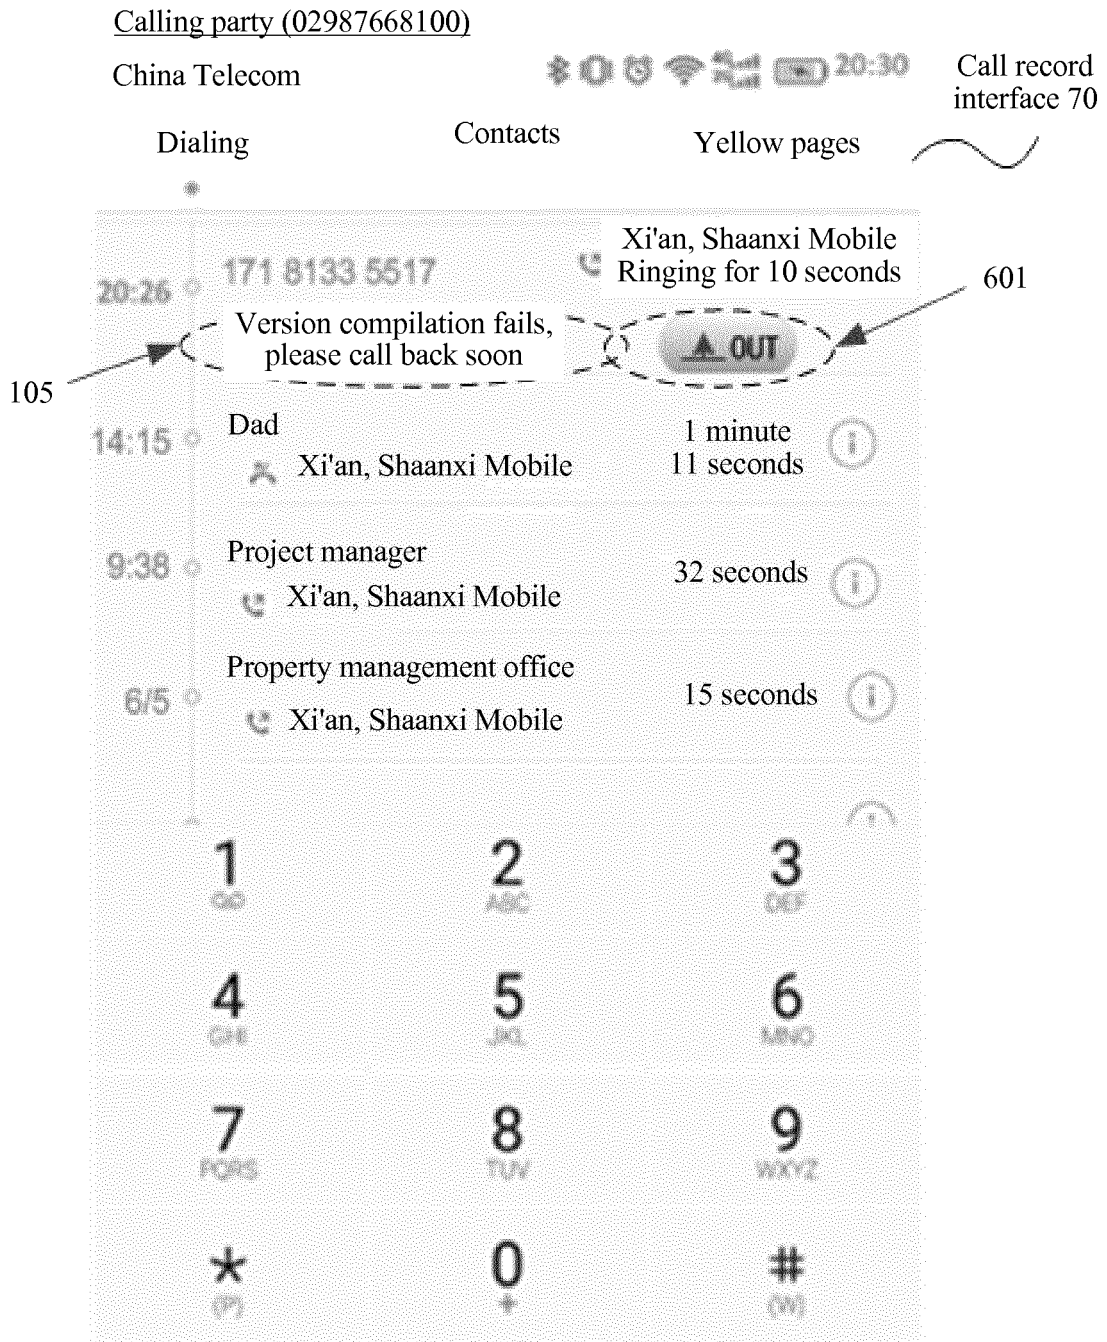 Calling party (02987668100)
China Telecom
20:30
Call record
interface 70
Dialing
Contacts
Yellow pages
Xi'an, Shaanxi Mobile
Ringing for 10 seconds
171 8133 5517
20:26
601
Version compilation fails,
please call back soon
OUT
105
Dad
14:15
1 minute
11 seconds
Xi'an, Shaanxi Mobile
Project manager
9:38
32 seconds
Xi'an, Shaanxi Mobile
Property management office
6/5
15 seconds
Xi'an, Shaanxi Mobile
1 2 3
ABC DEF
4 5 6
GHI JKL MNO
7 8 9
PQRS TUV WXYZ
* 0 #
(P) + (W)